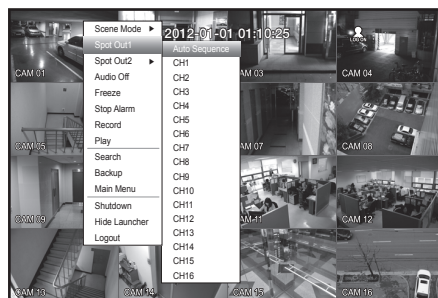 2012-01-01 01:10:25
LOG ON
CAM 01
CAM 03
CAM 04
CAM 05
CAM 07
CAM 08
CAM 09
CAM 11
CAM 12
CAM 13
CAM 14
CAM 15
CAM 16
Scene Mode
Spot Out1
Spot Out2
Audio Off
Freeze
Stop Alarm
Record
Play
Search
Backup
Main Menu
Shutdown
Hide Launcher
Logout
Auto Sequence
CH1
CH2
CH3
CH4
CH5
CH6
CH7
CH8
CH9
CH10
CH11
CH12
CH13
CH14
CH15
CH16